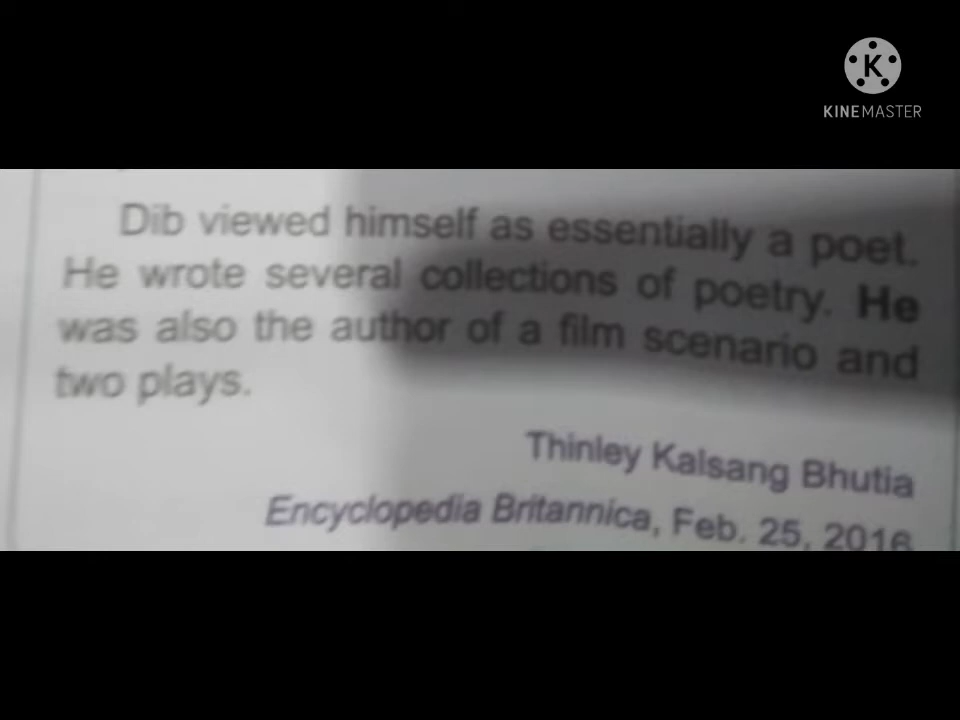 K
KINEMASTER
Dib viewed himself as essentially a poet.
He wrote several collections of poetry. He
was also the author of a film scenario and
two plays.
Thinley Kalsang Bhutia
Encyclopedia Britannica, Feb. 25, 2016